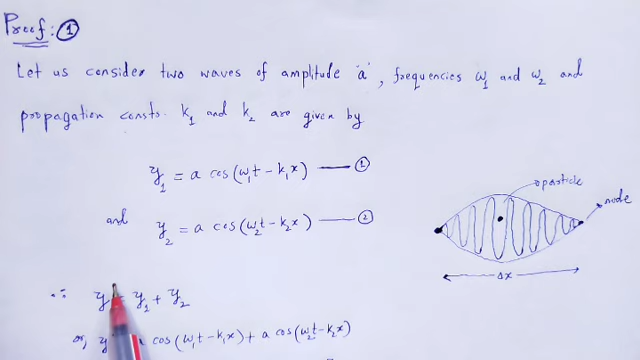 Proof: ①
Let us consider two waves of amplitude 'a', frequencies ω₁ and ω₂ and
propagation consts. k₁ and k₂ are given by
y₁ = a cos(ω₁t - k₁x) — ①
and y₂ = a cos(ω₂t - k₂x) — ②
particle
node
Δx
∴ y = y₁ + y₂
or, y = a cos(ω₁t - k₁x) + a cos(ω₂t - k₂x)